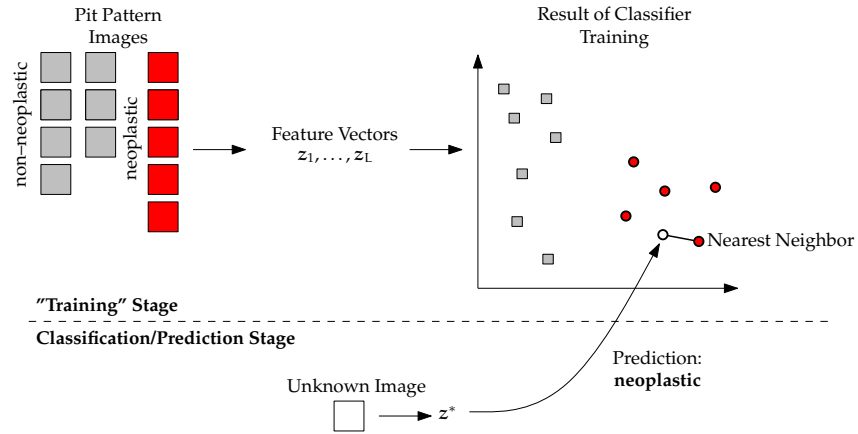 Pit Pattern
Images
non–neoplastic
neoplastic
Feature Vectors
z₁, . . . , z_L
Result of Classifier
Training
Nearest Neighbor
”Training” Stage
Classification/Prediction Stage
Prediction:
neoplastic
Unknown Image
z*